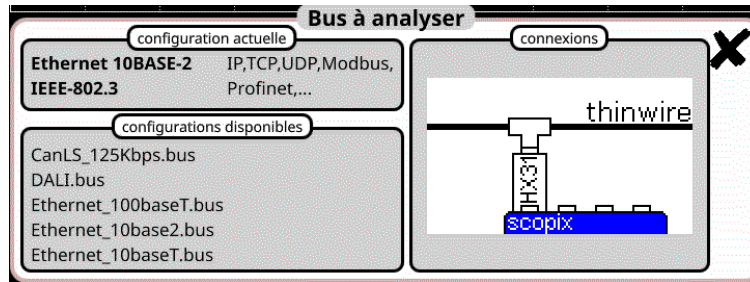 Bus à analyser
configuration actuelle
Ethernet 10BASE-2 IP,TCP,UDP,Modbus,
IEEE-802.3 Profinet,...
configurations disponibles
CanLS_125Kbps.bus
DALI.bus
Ethernet_100baseT.bus
Ethernet_10base2.bus
Ethernet_10baseT.bus
connexions
thinwire
HX31
scopix